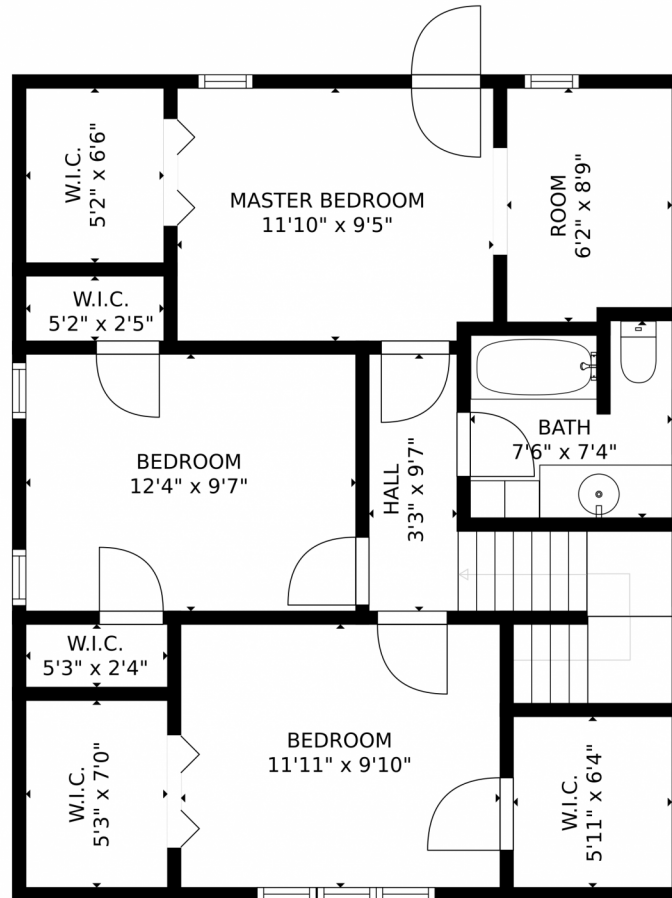 W.I.C.
5'2" x 6'6"
MASTER BEDROOM
11'10" x 9'5"
ROOM
6'2" x 8'9"
W.I.C.
5'2" x 2'5"
BATH
7'6" x 7'4"
BEDROOM
12'4" x 9'7"
HALL
3'3" x 9'7"
W.I.C.
5'3" x 2'4"
BEDROOM
11'11" x 9'10"
W.I.C.
5'3" x 7'0"
W.I.C.
5'11" x 6'4"